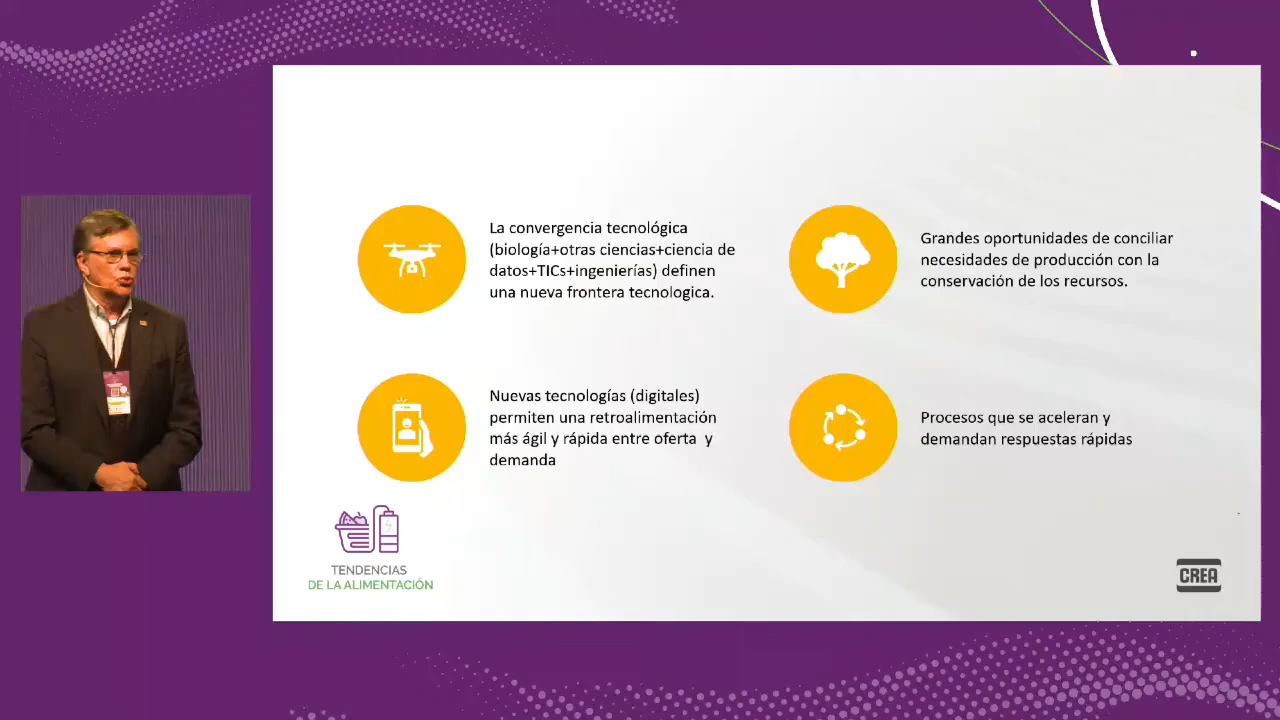 La convergencia tecnológica
(biología+otras ciencias+ciencia de
datos+TICs+ingenierías) definen
una nueva frontera tecnologica.
Grandes oportunidades de conciliar
necesidades de producción con la
conservación de los recursos.
Nuevas tecnologías (digitales)
permiten una retroalimentación
más ágil y rápida entre oferta y
demanda
Procesos que se aceleran y
demandan respuestas rápidas
TENDENCIAS
DE LA ALIMENTACIÓN
CREA